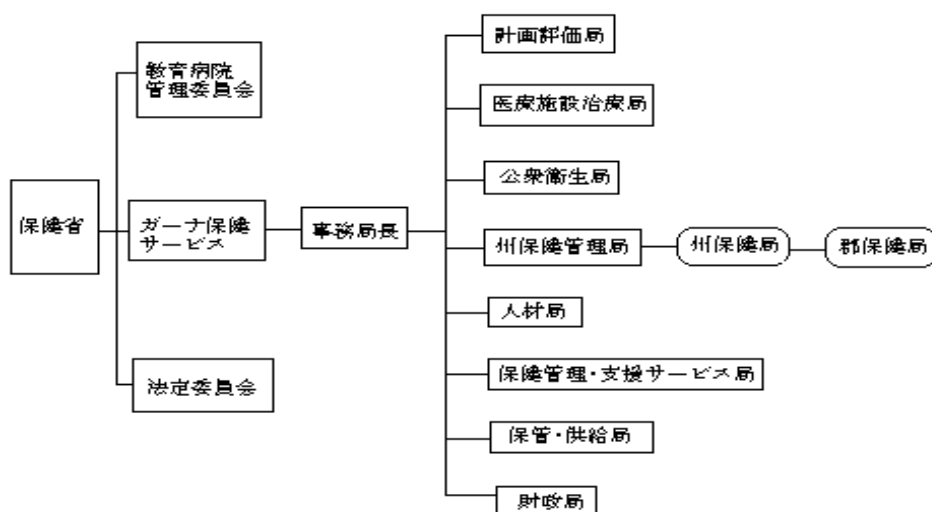 保健省
教育病院
管理委員会
ガーナ保健
サービス
法定委員会
事務局長
計画評価局
医療施設治療局
公衆衛生局
州保健管理局
州保健局
郡保健局
人材局
保健管理・支援サービス局
保管・供給局
財政局